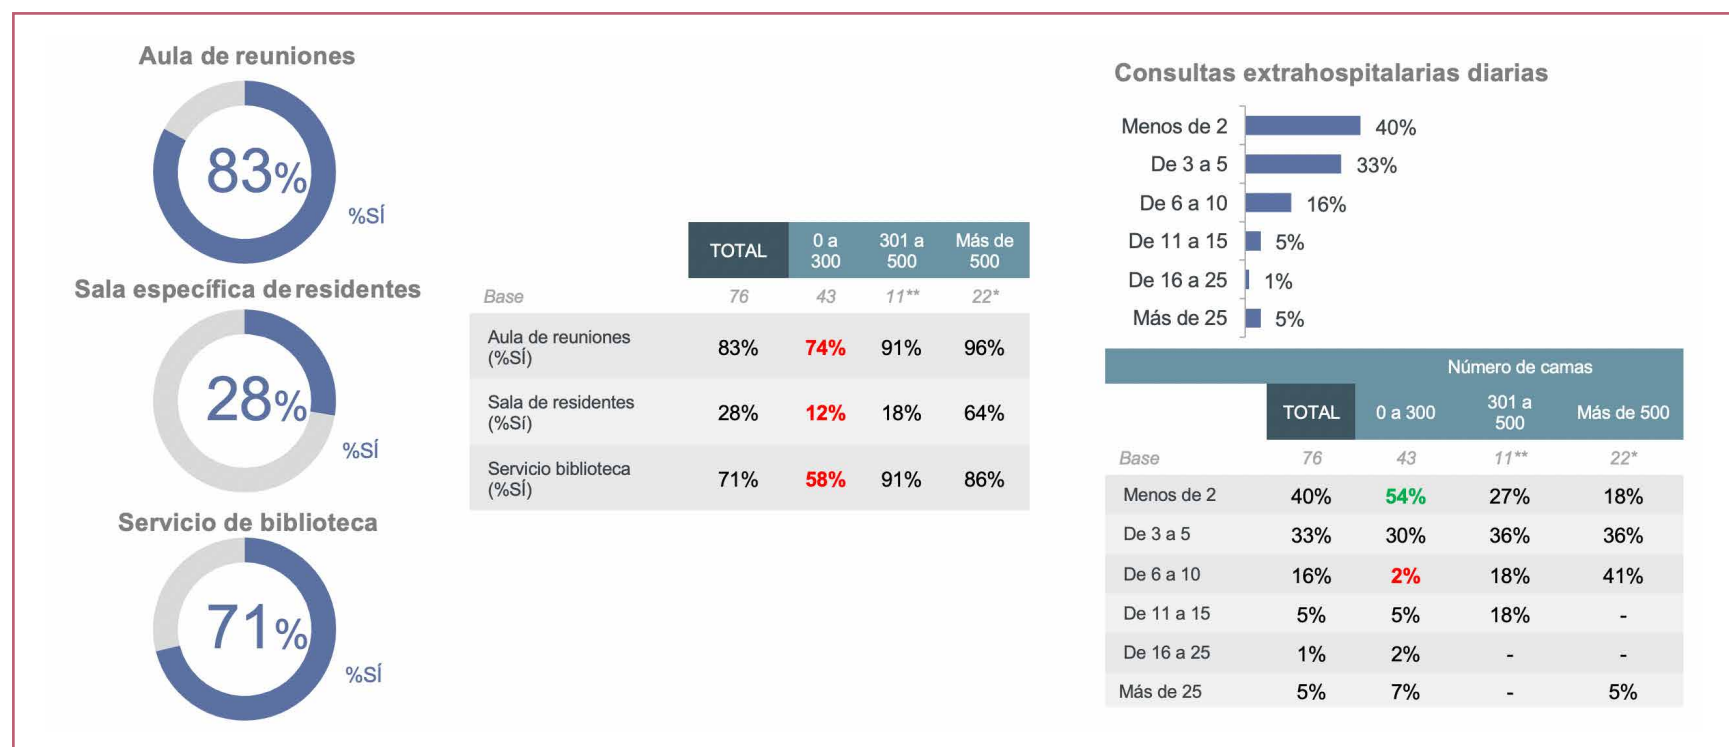 Aula de reuniones
83%
%SÍ
Sala específica de residentes
28%
%SÍ
Servicio de biblioteca
71%
%SÍ
TOTAL 0 a 300 301 a 500 Más de 500
Base 76 43 11** 22*
Aula de reuniones (%SÍ) 83% 74% 91% 96%
Sala de residentes (%Sí) 28% 12% 18% 64%
Servicio biblioteca (%SÍ) 71% 58% 91% 86%
Consultas extrahospitalarias diarias
Menos de 2 40%
De 3 a 5 33%
De 6 a 10 16%
De 11 a 15 5%
De 16 a 25 1%
Más de 25 5%
Número de camas
TOTAL 0 a 300 301 a 500 Más de 500
Base 76 43 11** 22*
Menos de 2 40% 54% 27% 18%
De 3 a 5 33% 30% 36% 36%
De 6 a 10 16% 2% 18% 41%
De 11 a 15 5% 5% 18% -
De 16 a 25 1% 2% - -
Más de 25 5% 7% - 5%